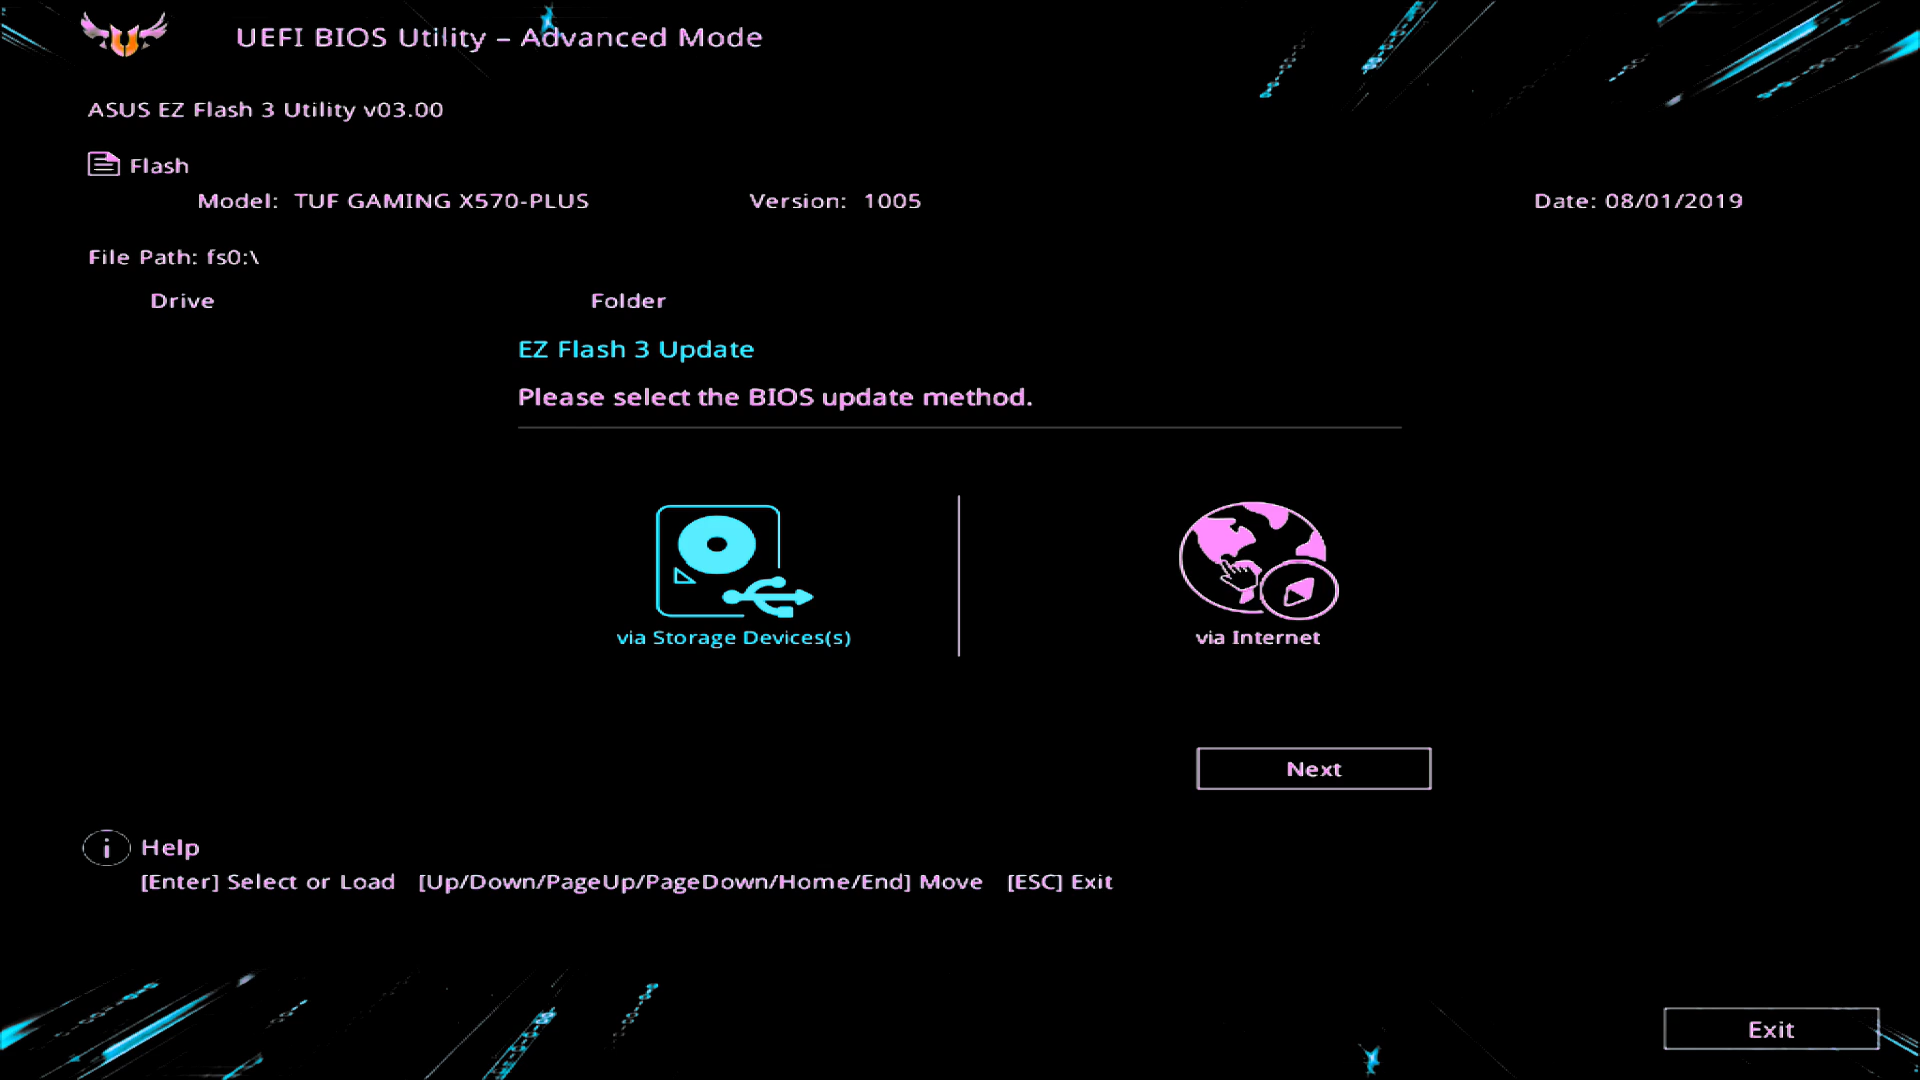 UEFI BIOS Utility – Advanced Mode
ASUS EZ Flash 3 Utility v03.00
Flash
Model: TUF GAMING X570-PLUS Version: 1005 Date: 08/01/2019
File Path: fs0:\
Drive Folder
EZ Flash 3 Update
Please select the BIOS update method.
via Storage Devices(s) via Internet
Next
i Help
[Enter] Select or Load [Up/Down/PageUp/PageDown/Home/End] Move [ESC] Exit
Exit